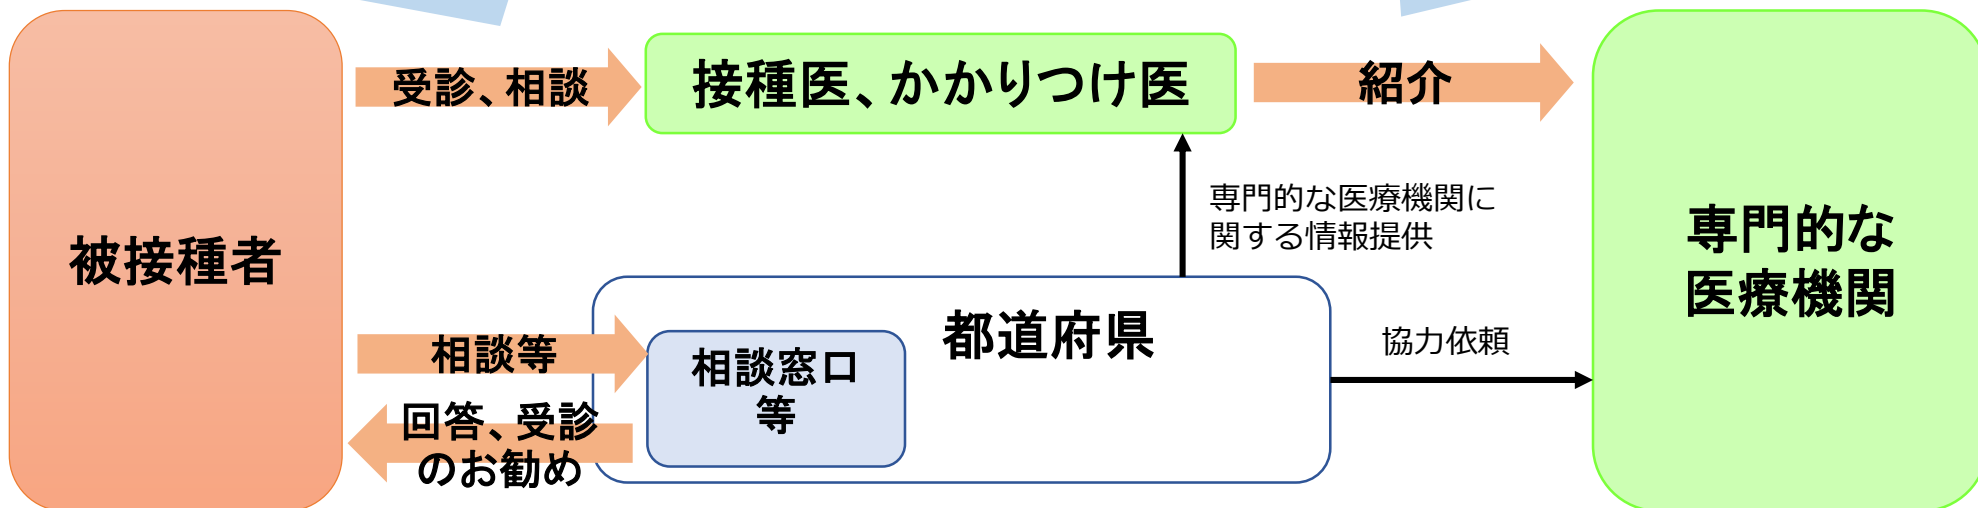 被接種者
受診、相談
接種医、かかりつけ医
紹介
専門的な医療機関に
関する情報提供
専門的な
医療機関
都道府県
相談等
相談窓口
等
回答、受診
のお勧め
協力依頼